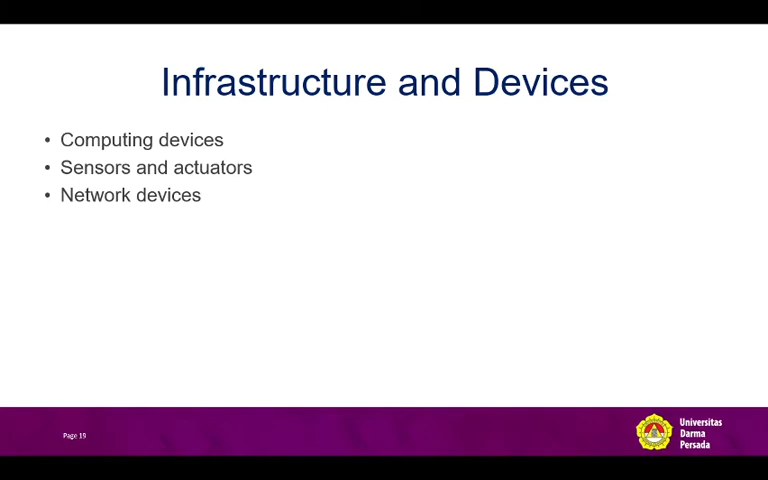 Infrastructure and Devices
• Computing devices
• Sensors and actuators
• Network devices
Page 19
Universitas
Darma
Persada